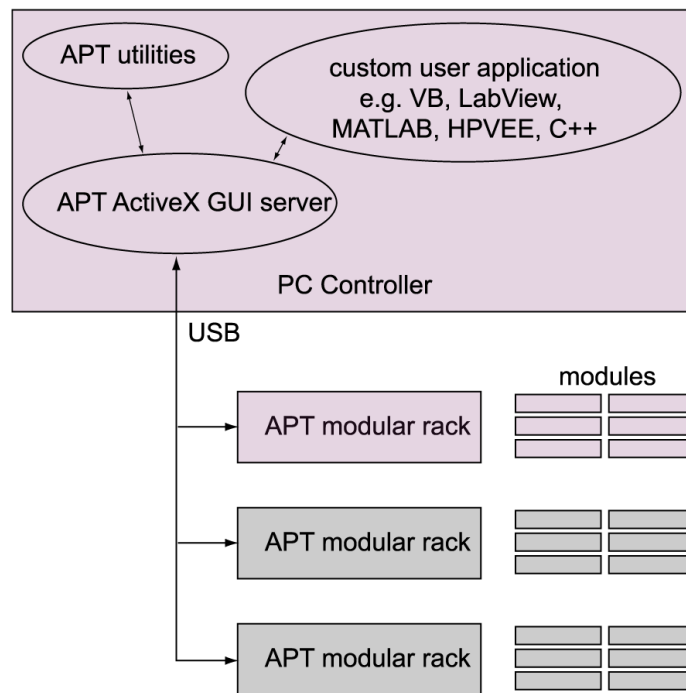 APT utilities
custom user application
e.g. VB, LabView,
MATLAB, HPVEE, C++
APT ActiveX GUI server
PC Controller
USB
modules
APT modular rack
APT modular rack
APT modular rack